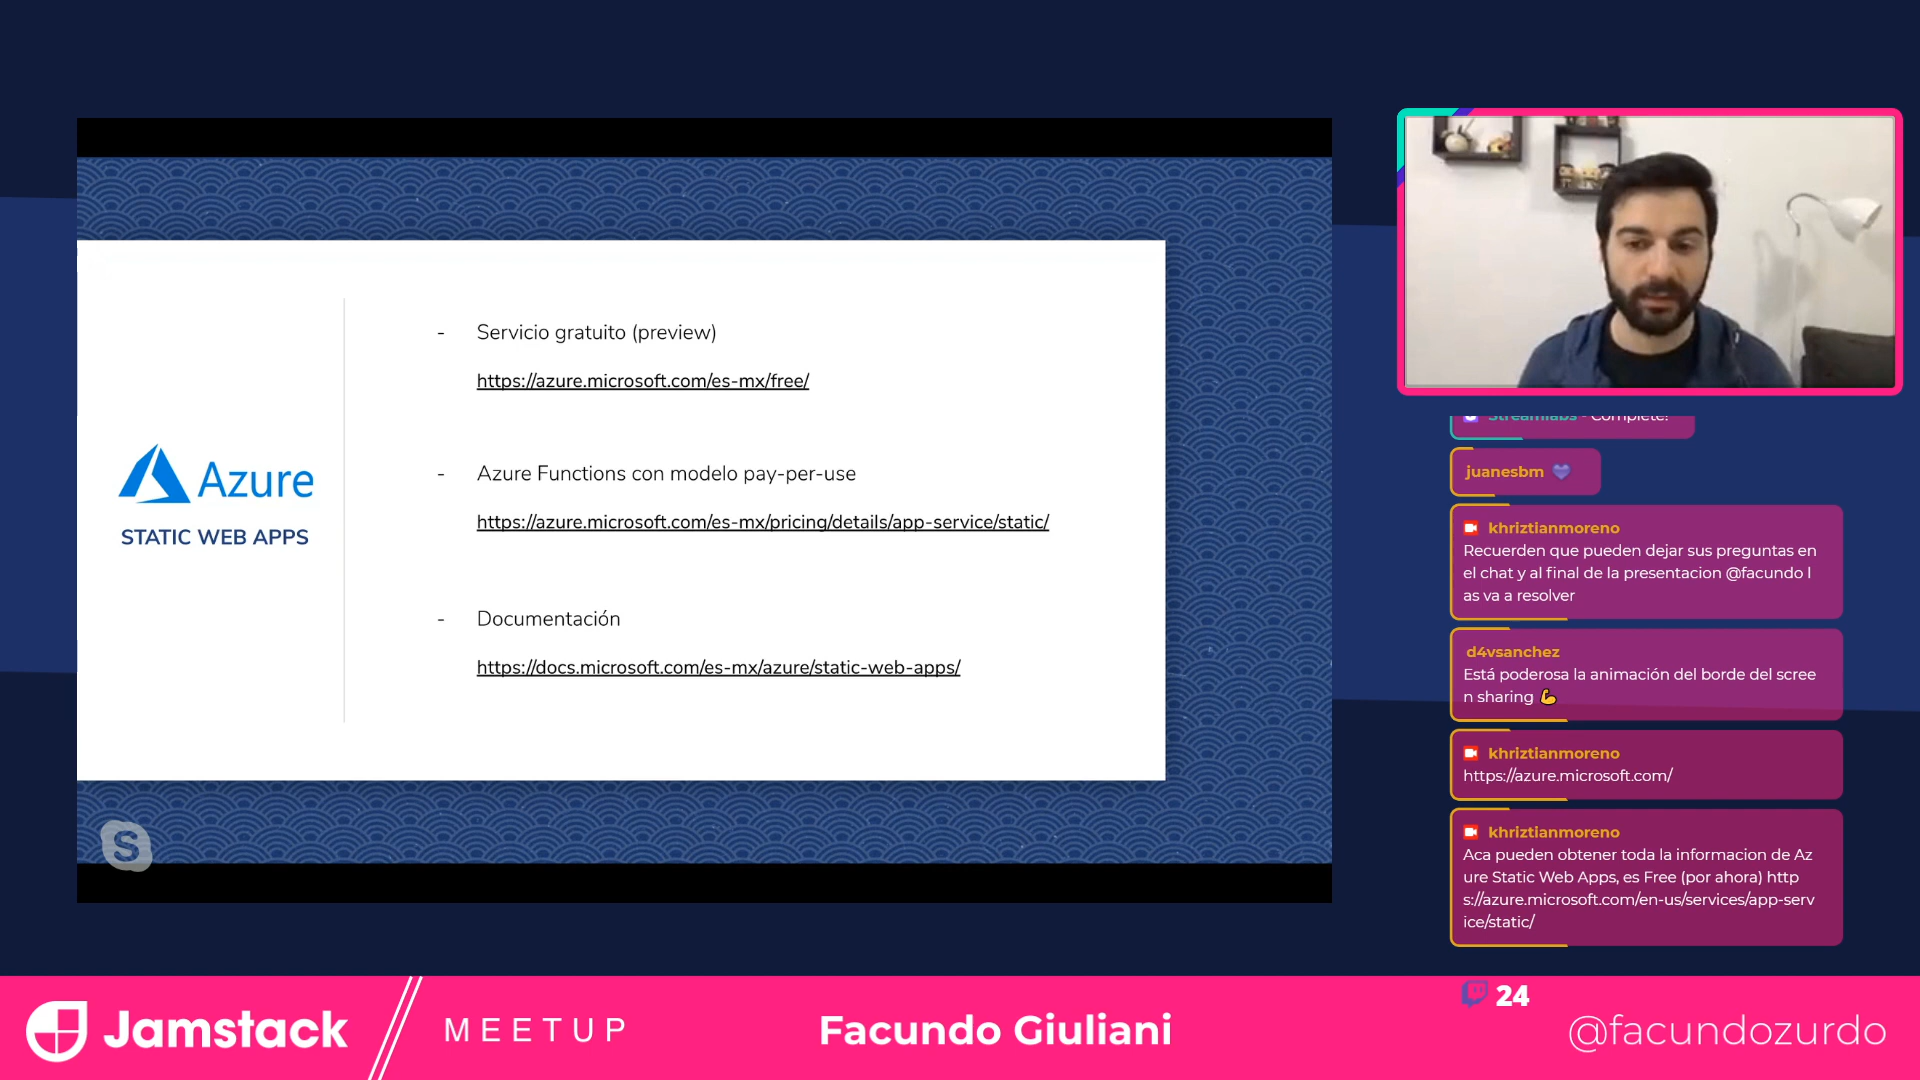 - Servicio gratuito (preview)
https://azure.microsoft.com/es-mx/free/
- Azure Functions con modelo pay-per-use
https://azure.microsoft.com/es-mx/pricing/details/app-service/static/
- Documentación
https://docs.microsoft.com/es-mx/azure/static-web-apps/
Azure
STATIC WEB APPS
S
Streamlabs - Complete!
juanesbm 💜
khriztianmoreno
Recuerden que pueden dejar sus preguntas en
el chat y al final de la presentacion @facundo l
as va a resolver
d4vsanchez
Está poderosa la animación del borde del scree
n sharing 💪
khriztianmoreno
https://azure.microsoft.com/
khriztianmoreno
Aca pueden obtener toda la informacion de Az
ure Static Web Apps, es Free (por ahora) http
s://azure.microsoft.com/en-us/services/app-serv
ice/static/
24
Jamstack
MEETUP
Facundo Giuliani
@facundozurdo